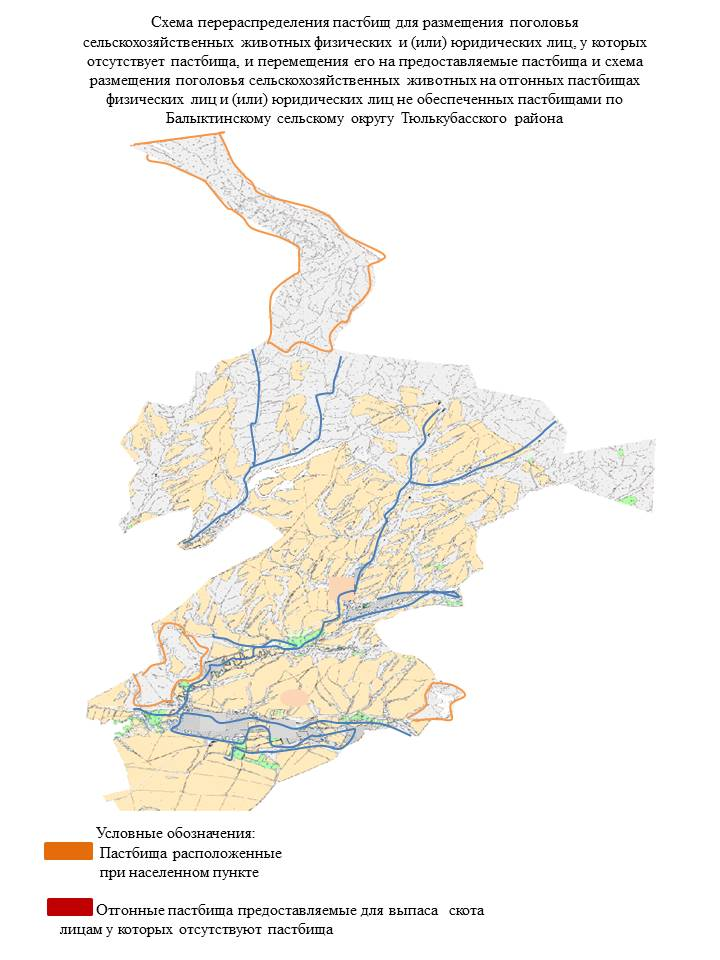 Схема перераспределения пастбищ для размещения поголовья
сельскохозяйственных животных физических и (или) юридических лиц, у которых
отсутствует пастбища, и перемещения его на предоставляемые пастбища и схема
размещения поголовья сельскохозяйственных животных на отгонных пастбищах
физических лиц и (или) юридических лиц не обеспеченных пастбищами по
Балыктинскому сельскому округу Тюлькубасского района
Условные обозначения:
Пастбища расположенные
при населенном пункте
Отгонные пастбища предоставляемые для выпаса скота
лицам у которых отсутствуют пастбища